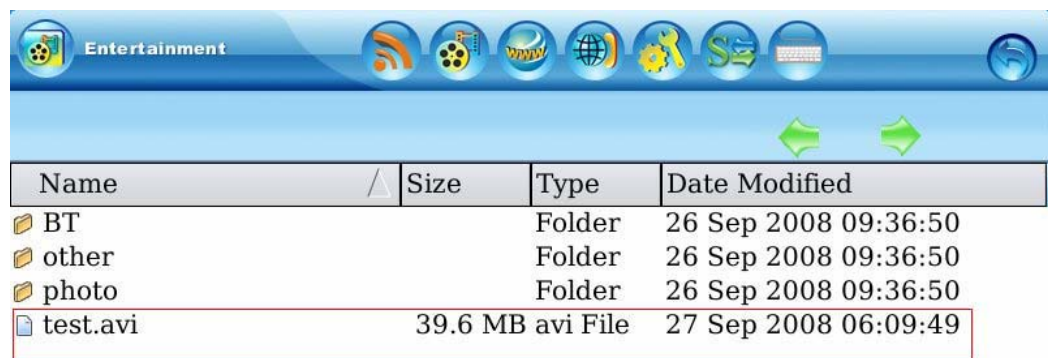 Entertainment
www
S
Name Size Type Date Modified
BT Folder 26 Sep 2008 09:36:50
other Folder 26 Sep 2008 09:36:50
photo Folder 26 Sep 2008 09:36:50
test.avi 39.6 MB avi File 27 Sep 2008 06:09:49